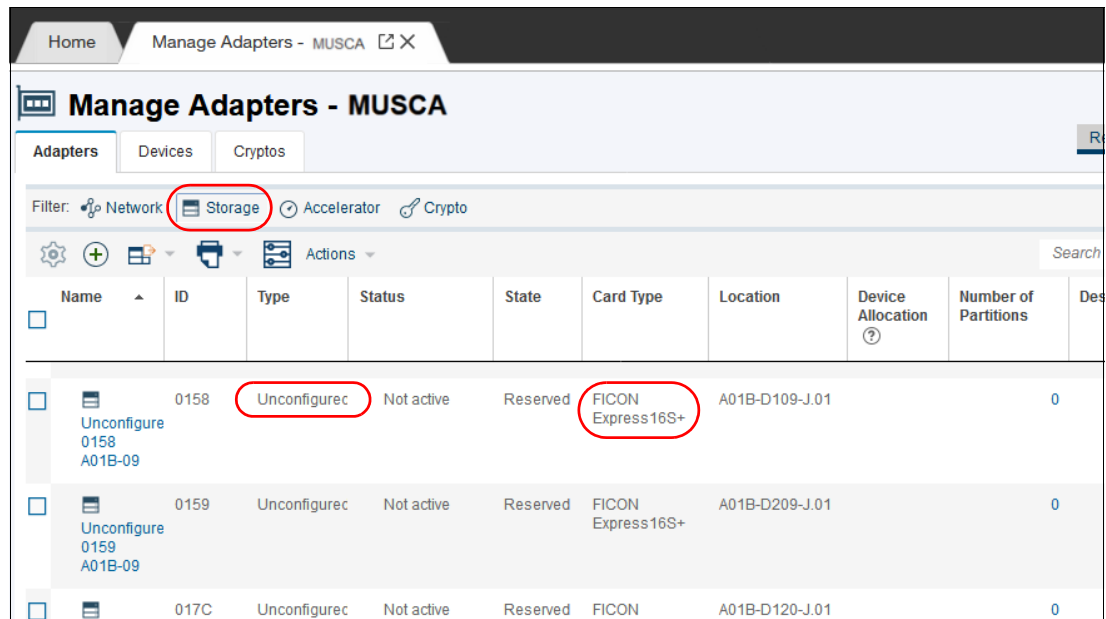 Home Manage Adapters - MUSCA
Manage Adapters - MUSCA
Re
Adapters Devices Cryptos
Filter: Network Storage Accelerator Crypto
Actions Search
Name ID Type Status State Card Type Location Device Allocation Number of Partitions Des
0158 Unconfigurec Not active Reserved FICON Express16S+ A01B-D109-J.01 0
Unconfigure
0158
A01B-09
0159 Unconfigurec Not active Reserved FICON Express16S+ A01B-D209-J.01 0
Unconfigure
0159
A01B-09
017C Unconfigurec Not active Reserved FICON A01B-D120-J.01 0